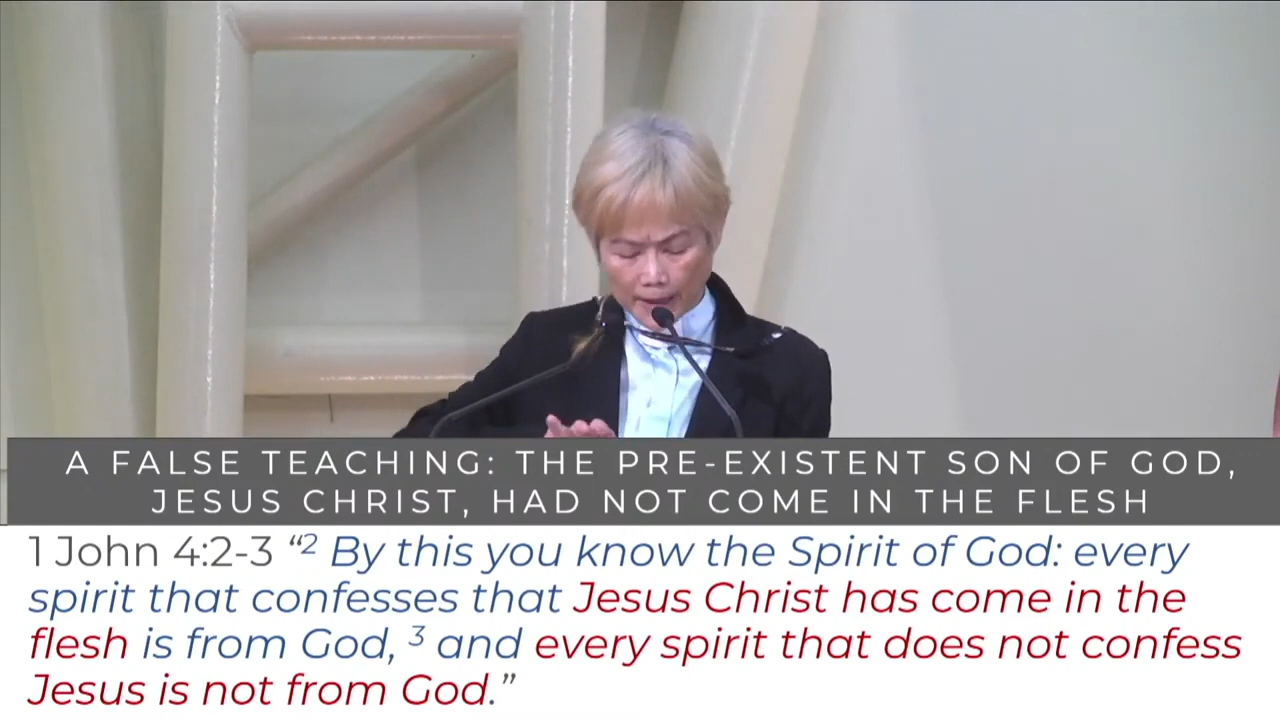 A FALSE TEACHING: THE PRE-EXISTENT SON OF GOD,
JESUS CHRIST, HAD NOT COME IN THE FLESH
1 John 4:2-3 “² By this you know the Spirit of God: every
spirit that confesses that Jesus Christ has come in the
flesh is from God, ³ and every spirit that does not confess
Jesus is not from God.”